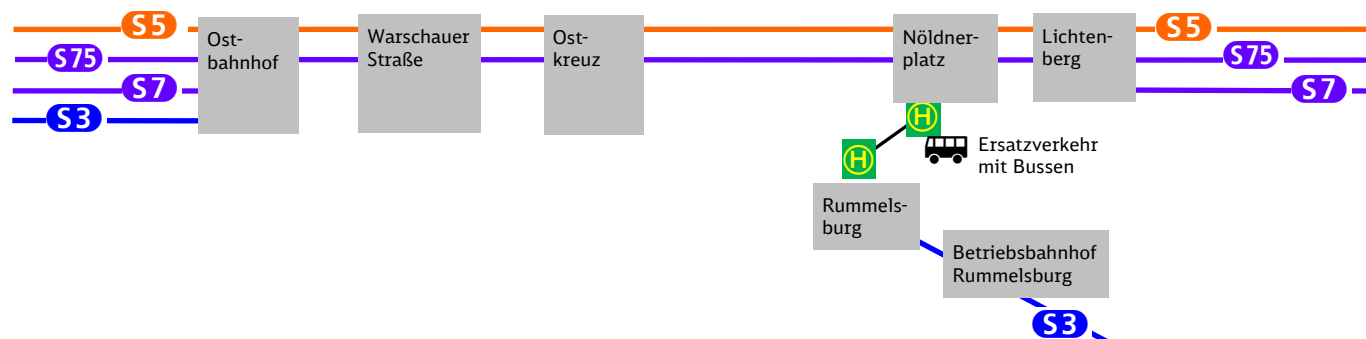 S5
S5
Ost-
bahnhof
Warschauer
Straße
Ost-
kreuz
Nöldner-
platz
Lichten-
berg
S75
S75
S7
S7
S3
H
H
Ersatzverkehr
mit Bussen
Rummels-
burg
Betriebsbahnhof
Rummelsburg
S3